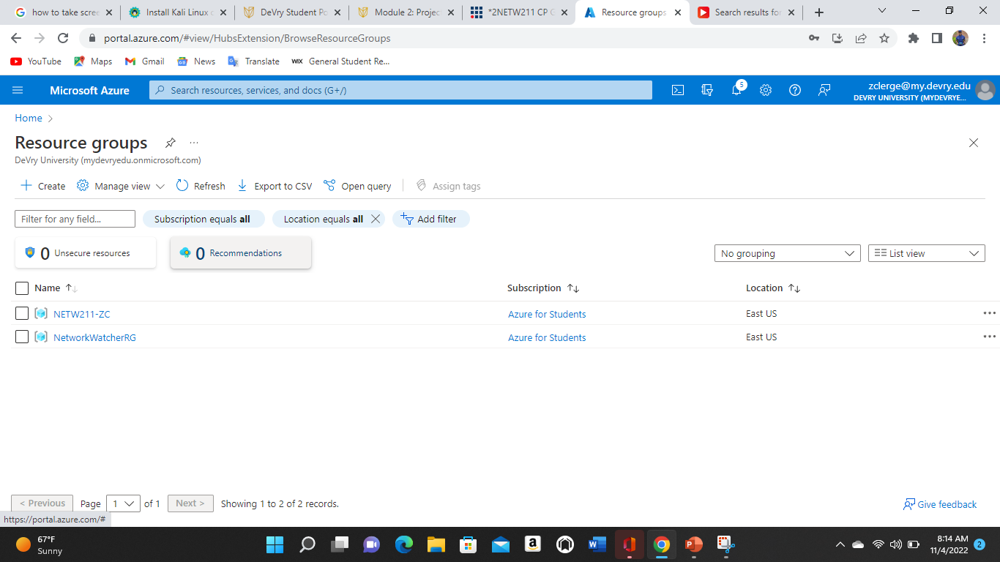 how to take scree
Install Kali Linux o
DeVry Student Po
Module 2: Projec
*2NETW211 CP G
Resource groups
Search results for
portal.azure.com/#view/HubsExtension/BrowseResourceGroups
YouTube
Maps
Gmail
News
Translate
WIX
General Student Re...
Microsoft Azure
Search resources, services, and docs (G+/)
5
zclerge@my.devry.edu
DEVRY UNIVERSITY (MYDEVRYE...
Home
Resource groups
...
DeVry University (mydevryedu.onmicrosoft.com)
Create
Manage view
Refresh
Export to CSV
Open query
Assign tags
Filter for any field...
Subscription equals all
Location equals all
Add filter
0 Unsecure resources
0 Recommendations
No grouping
List view
Name
Subscription
Location
NETW211-ZC
Azure for Students
East US
NetworkWatcherRG
Azure for Students
East US
< Previous
Page
1
of 1
Next >
Showing 1 to 2 of 2 records.
Give feedback
https://portal.azure.com/#
67°F
Sunny
8:14 AM
11/4/2022
2